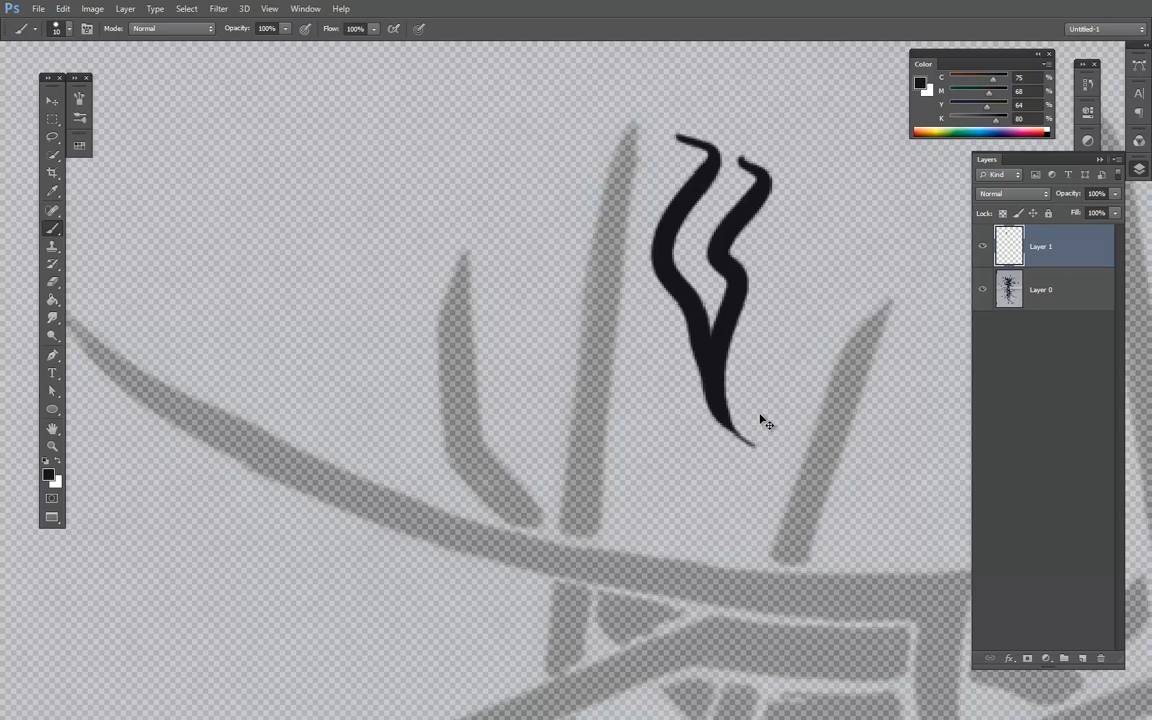 Ps File Edit Image Layer Type Select Filter 3D View Window Help
10 Mode: Normal Opacity: 100% Flow: 100% Untitled-1
Color
C 75 %
M 68 %
Y 64 %
K 80 %
Layers
Kind
Normal Opacity: 100%
Lock: Fill: 100%
Layer 1
Layer 0